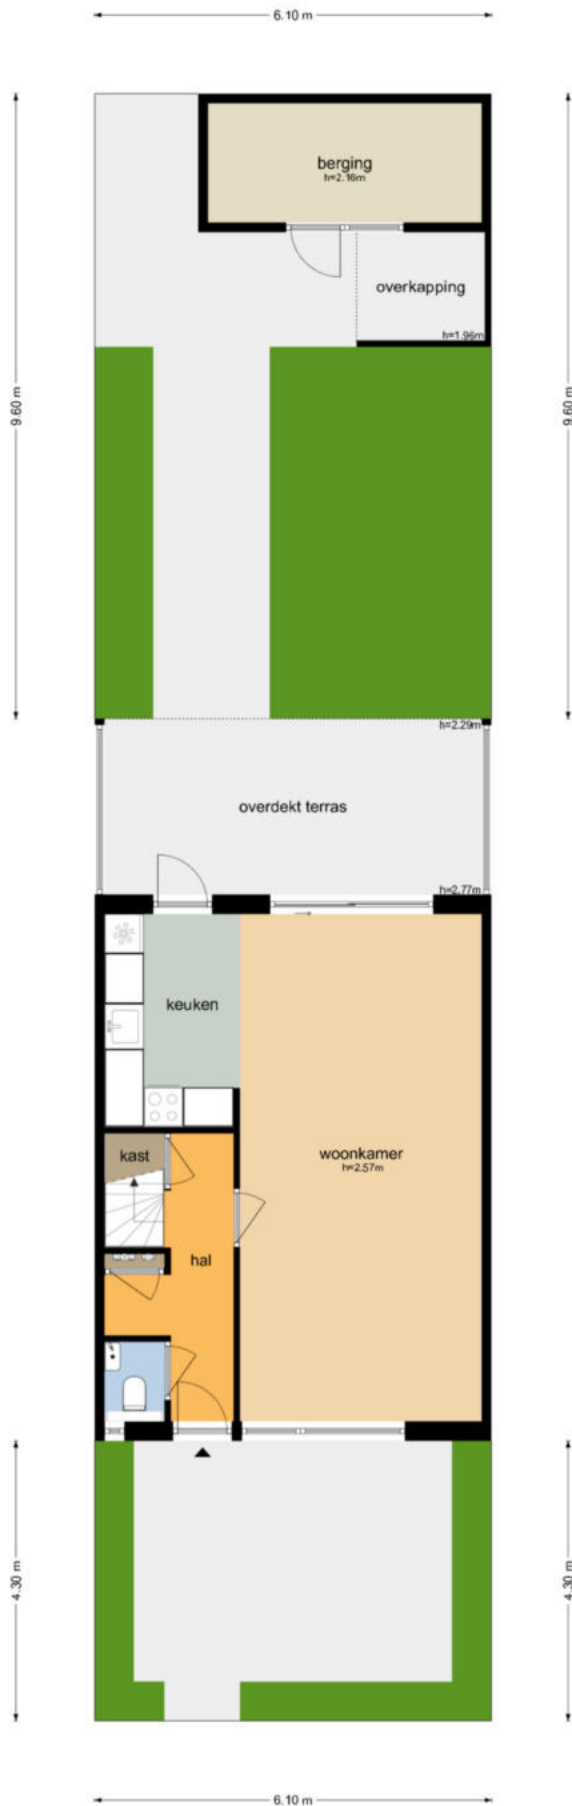 6.10 m
berging
h=2.16m
overkapping
h=1.96m
9.60 m
9.60 m
h=2.29m
overdekt terras
h=2.77m
keuken
kast
woonkamer
h=2.57m
hal
4.30 m
4.30 m
6.10 m